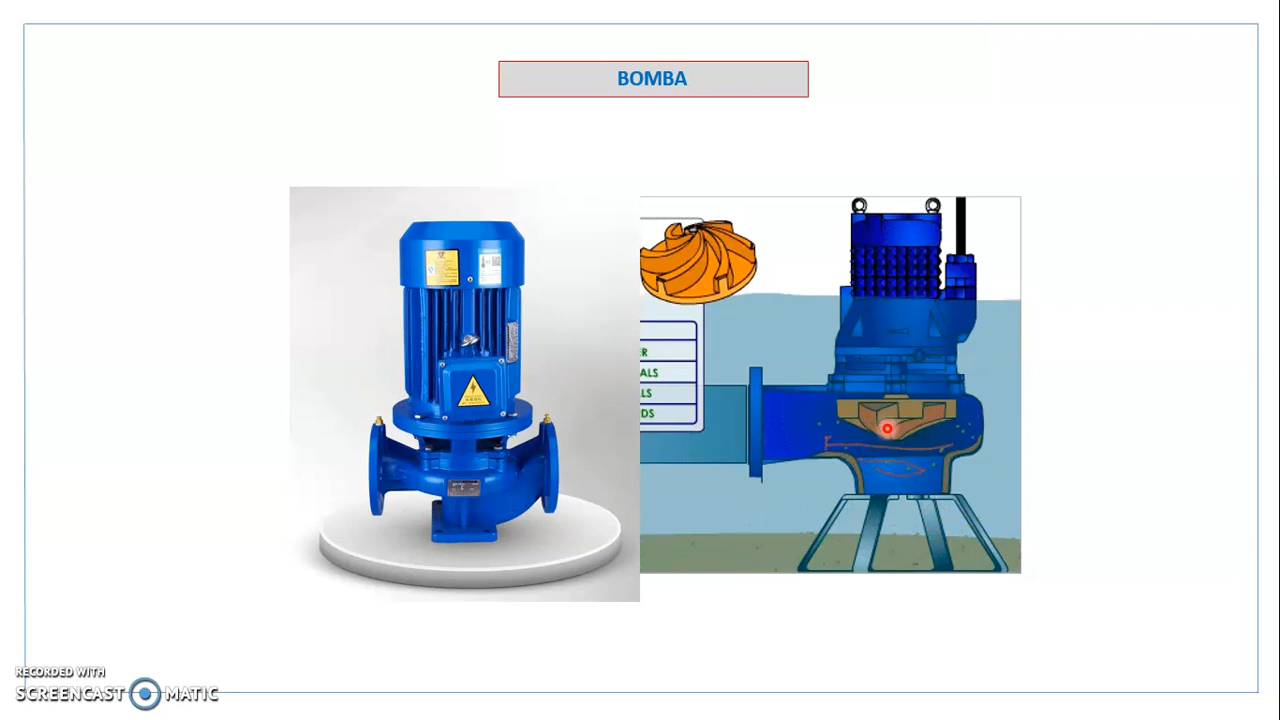 BOMBA
ER
ALS
LS
DS
RECORDED WITH
SCREENCAST MATIC